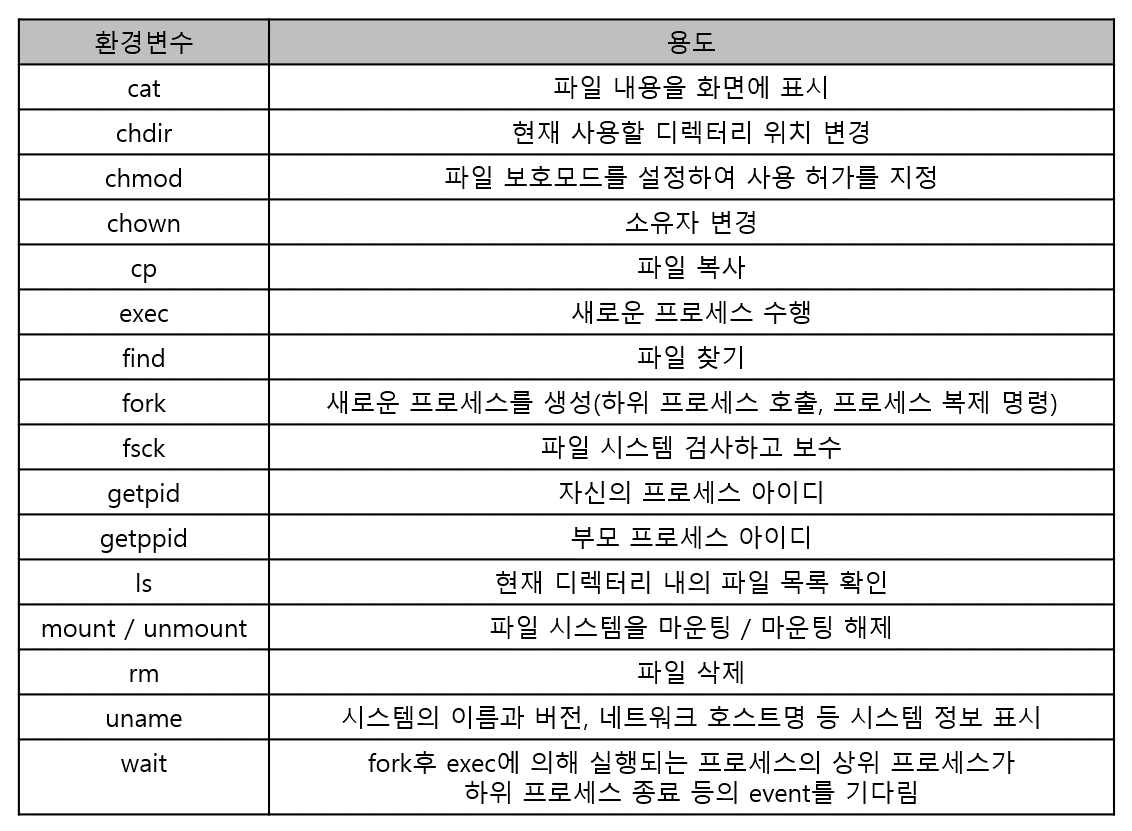 환경변수 용도
cat 파일 내용을 화면에 표시
chdir 현재 사용할 디렉터리 위치 변경
chmod 파일 보호모드를 설정하여 사용 허가를 지정
chown 소유자 변경
cp 파일 복사
exec 새로운 프로세스 수행
find 파일 찾기
fork 새로운 프로세스를 생성(하위 프로세스 호출, 프로세스 복제 명령)
fsck 파일 시스템 검사하고 보수
getpid 자신의 프로세스 아이디
getppid 부모 프로세스 아이디
ls 현재 디렉터리 내의 파일 목록 확인
mount / unmount 파일 시스템을 마운팅 / 마운팅 해제
rm 파일 삭제
uname 시스템의 이름과 버전, 네트워크 호스트명 등 시스템 정보 표시
wait fork후 exec에 의해 실행되는 프로세스의 상위 프로세스가
하위 프로세스 종료 등의 event를 기다림